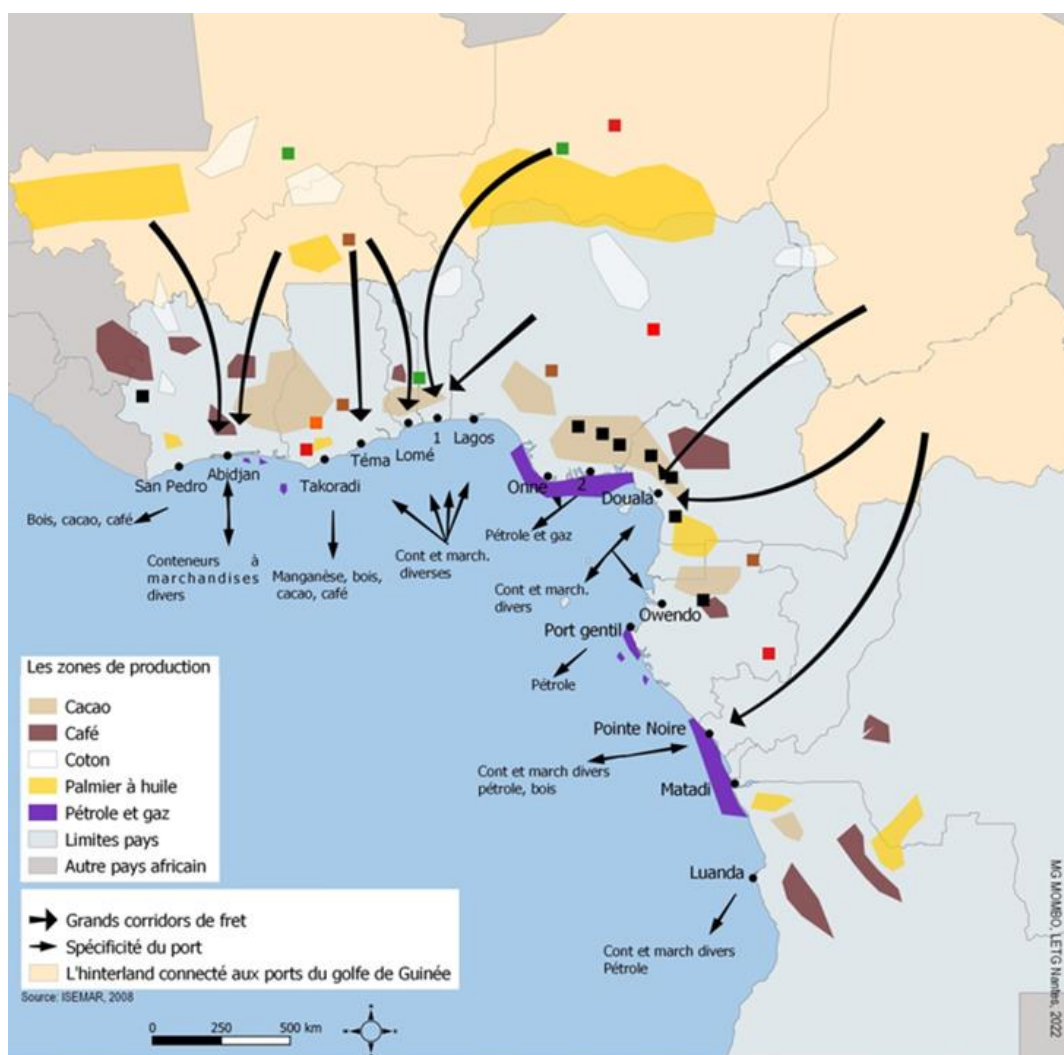 1
Lagos
Téma
Lomé
Abidjan
San Pedro
Takoradi
Onne
2
Douala
Bois, cacao, café
Conteneurs à
marchandises
divers
Manganèse, bois,
cacao, café
Cont et march.
diverses
Pétrole et gaz
Cont et march.
divers
Owendo
Port gentil
Pétrole
Pointe Noire
Cont et march divers
pétrole, bois
Matadi
Luanda
Cont et march divers
Pétrole
Les zones de production
Cacao
Café
Coton
Palmier à huile
Pétrole et gaz
Limites pays
Autre pays africain
Grands corridors de fret
Spécificité du port
L'hinterland connecté aux ports du golfe de Guinée
Source: ISEMAR, 2008
0 250 500 km
MG MOMBO, LETG Nantes, 2022